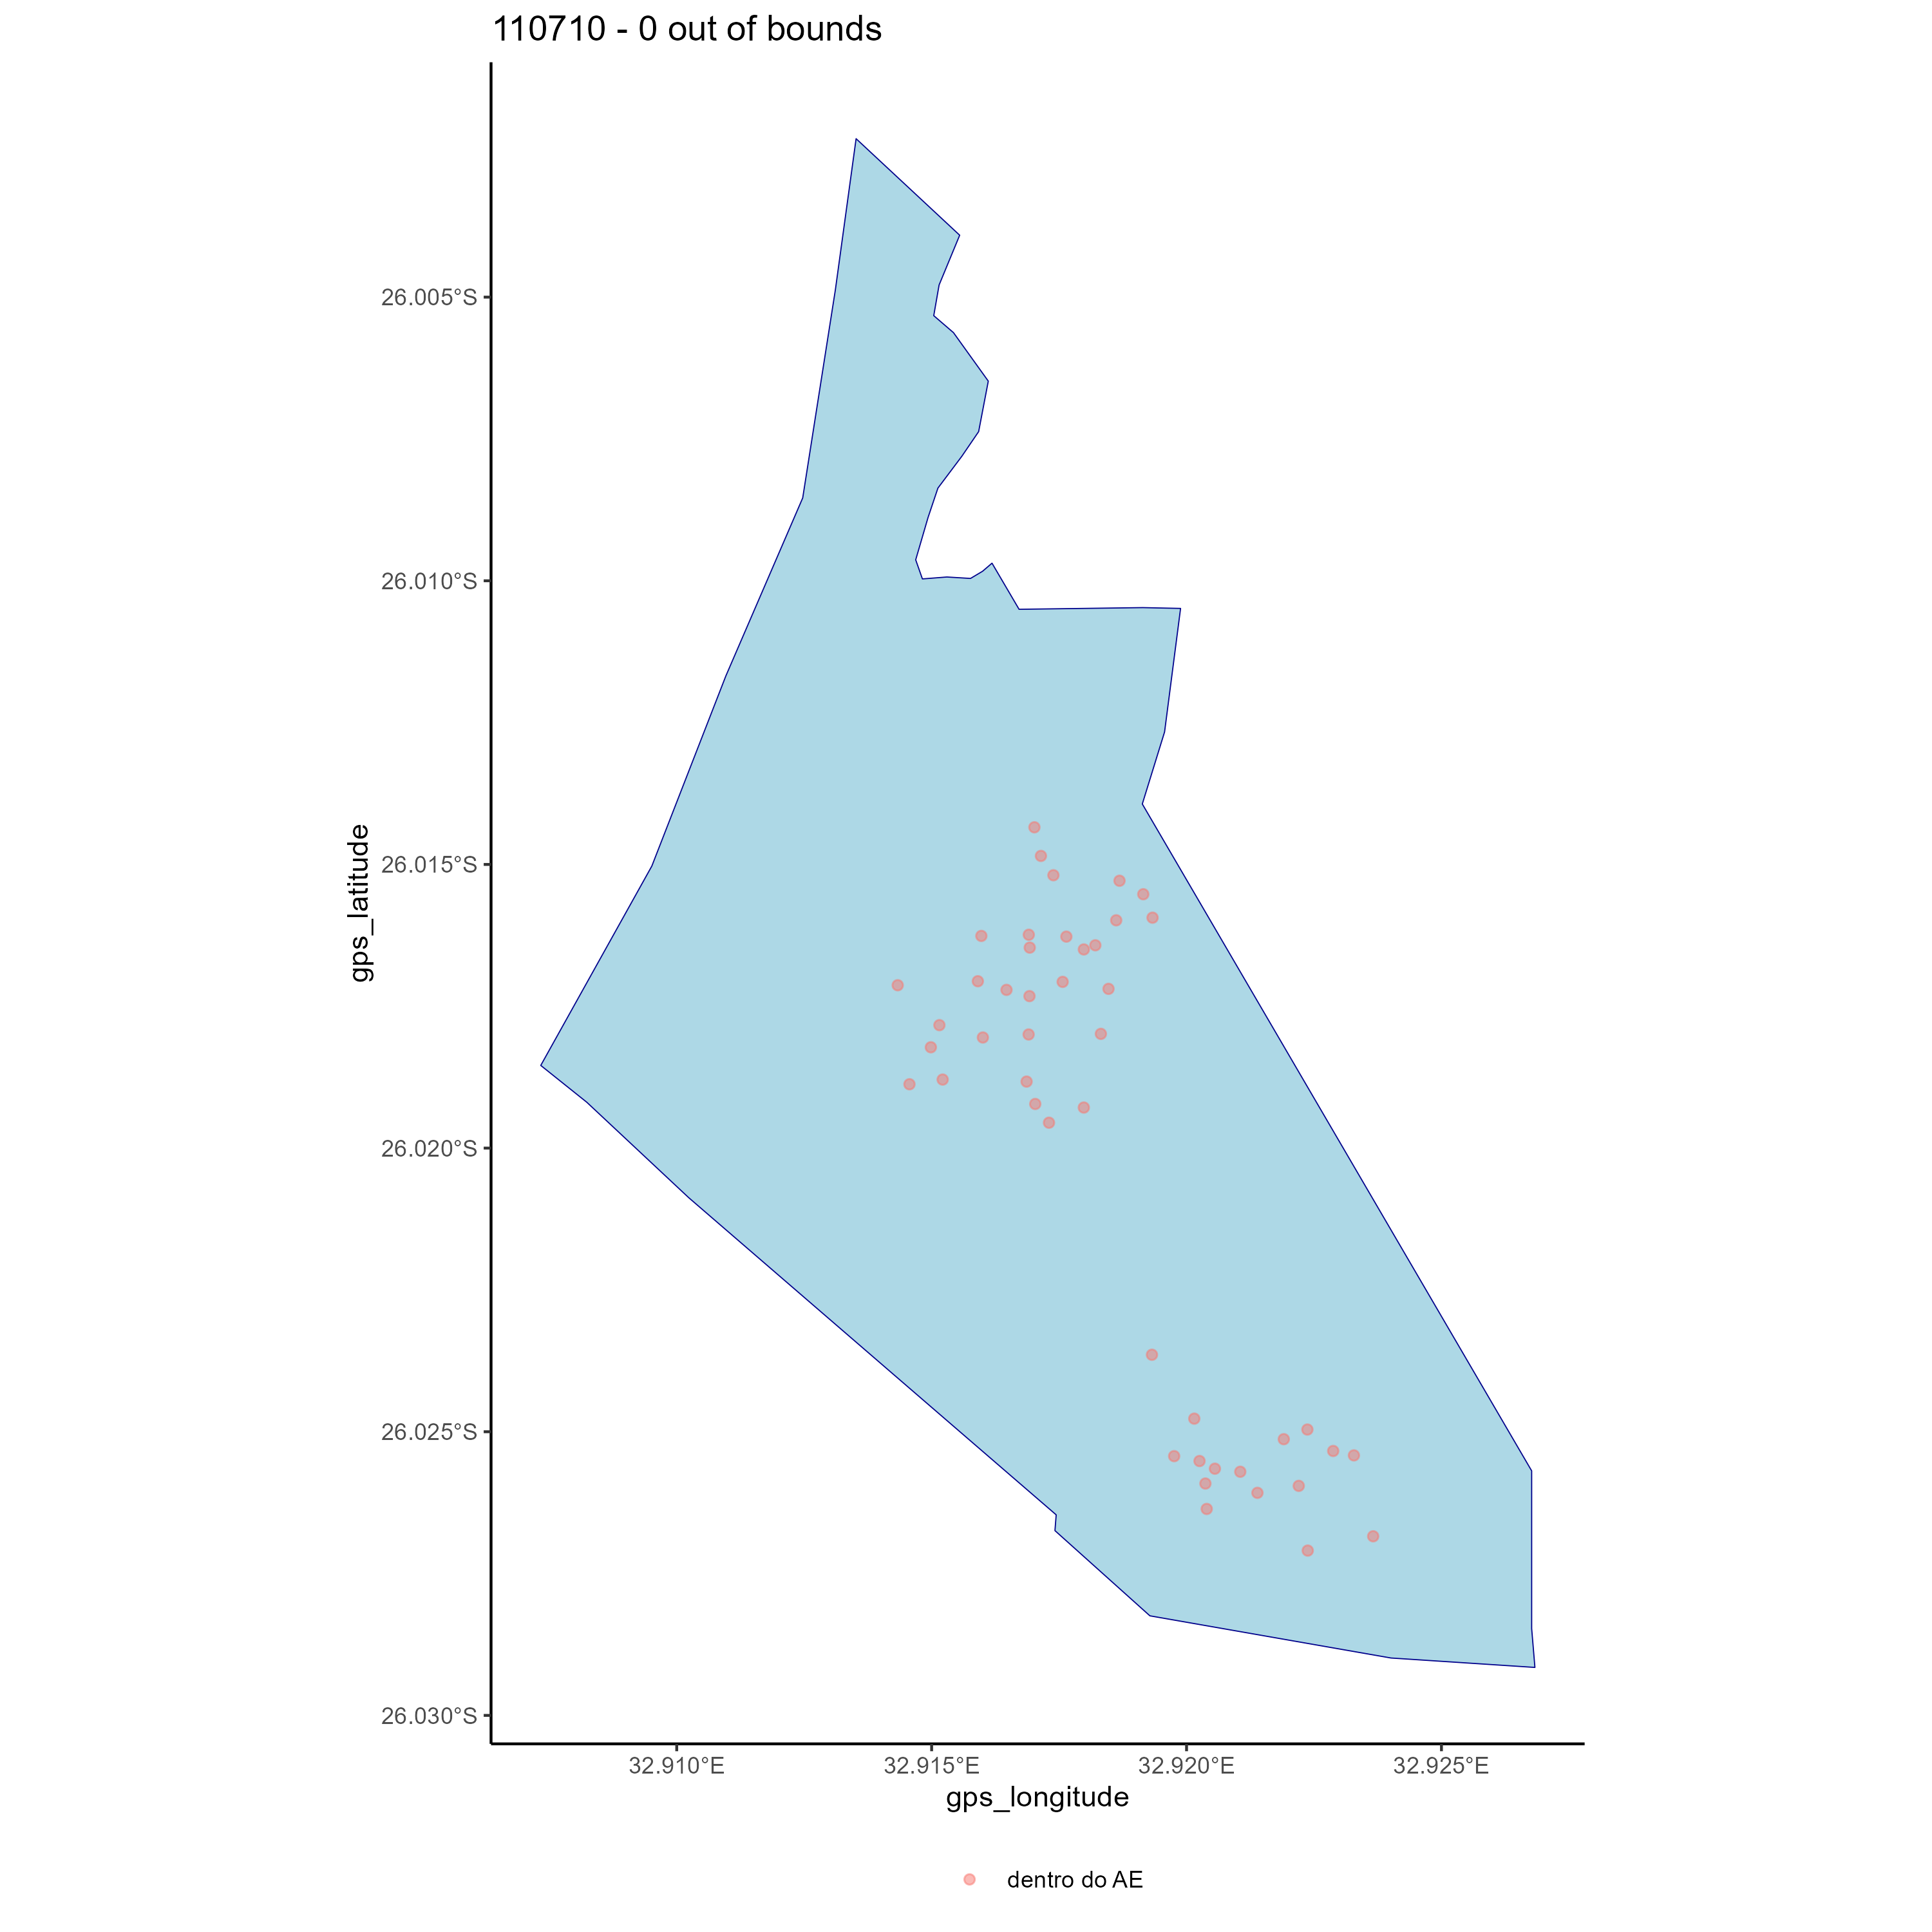 110710 - 0 out of bounds
26.005°S
26.010°S
26.015°S
26.020°S
26.025°S
26.030°S
gps_latitude
32.910°E
32.915°E
32.920°E
32.925°E
gps_longitude
dentro do AE